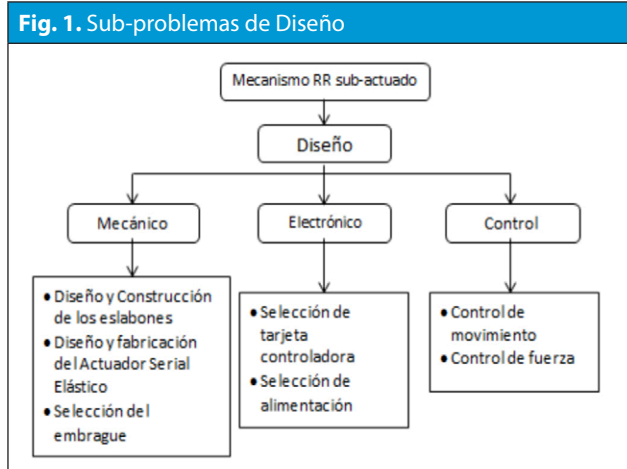 Fig. 1. Sub-problemas de Diseño
Mecanismo RR sub-actuado
Diseño
Mecánico
Electrónico
Control
• Diseño y Construcción
de los eslabones
• Diseño y fabricación
del Actuador Serial
Elástico
• Selección del
embrague
• Selección de
tarjeta
controladora
• Selección de
alimentación
• Control de
movimiento
• Control de fuerza